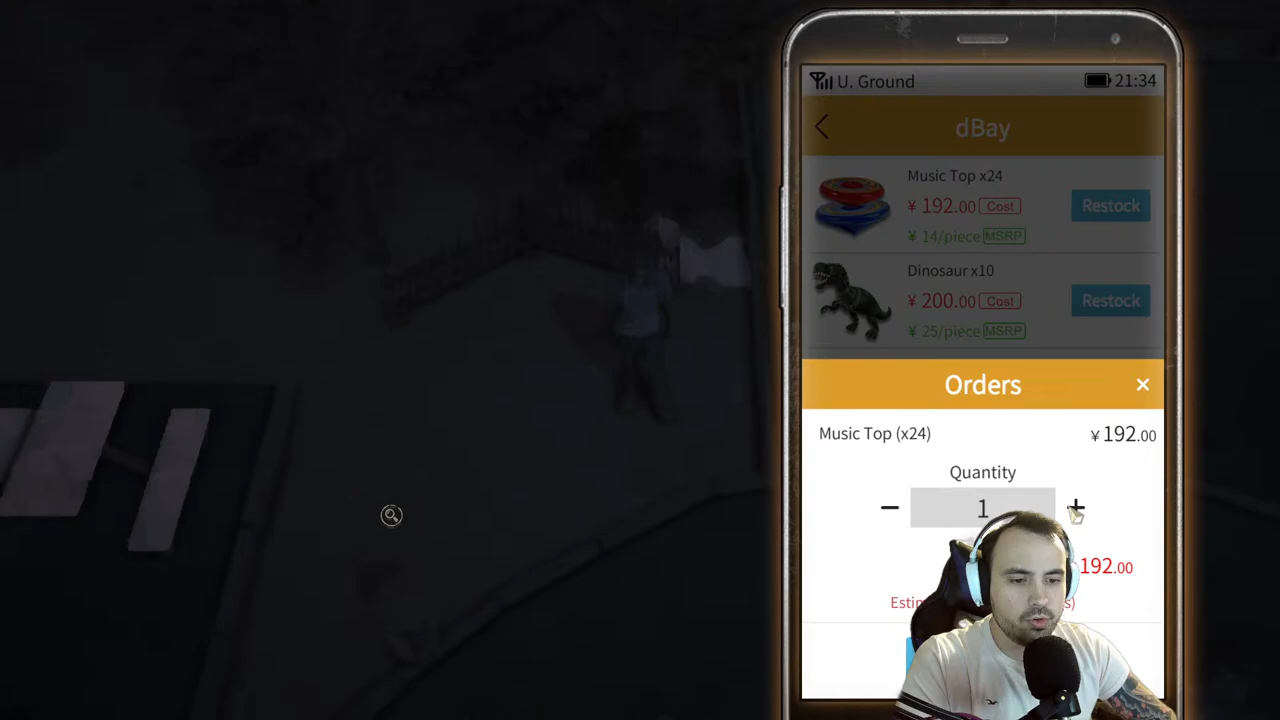 U. Ground
21:34
dBay
Music Top x24
¥ 192.00 Cost
Restock
¥ 14/piece MSRP
Dinosaur x10
¥ 200.00 Cost
Restock
¥ 25/piece MSRP
Orders
×
Music Top (x24)
¥ 192.00
Quantity
− 1 +
192.00